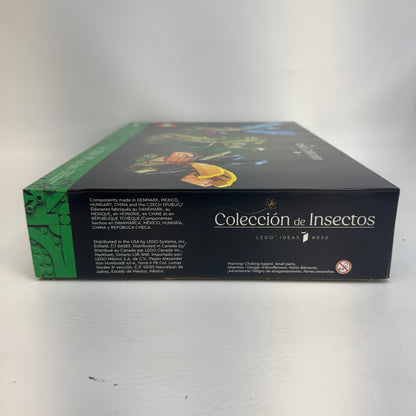 Components made in DENMARK, MEXICO,
HUNGARY, CHINA and the CZECH EPUBLIC/
Éléments fabriqués au DANEMARK, au
MEXIQUE, en HONGRIE, en CHINE et en
RÉPUBLIQUE TCHÈQUE/Componentes
hechos en DINAMARCA, MÉXICO, HUNGRÍA,
CHINA y REPÚBLICA CHECA.
Distributed in the USA by LEGO Systems, Inc.,
Enfield, CT 06083. Distributed in Canada by/
Distribué au Canada par LEGO Canada Inc.,
Markham, Ontario L3R 5N8. Importado por:
LEGO México S.A. de C.V., Paseo Alexander
Von Humboldt 43-A, Torre II PB Col. Lomas
Verdes 5ª sección, C.P. 53125 Naucalpan de
Juárez, Estado de México, México
Colección de Insectos
LEGO IDEAS #050
Warning! Choking hazard. Small parts.
Attention ! Danger d'étouffement. Petits éléments.
¡Advertencia! Peligro de atragantamiento. Partes pequeñas.